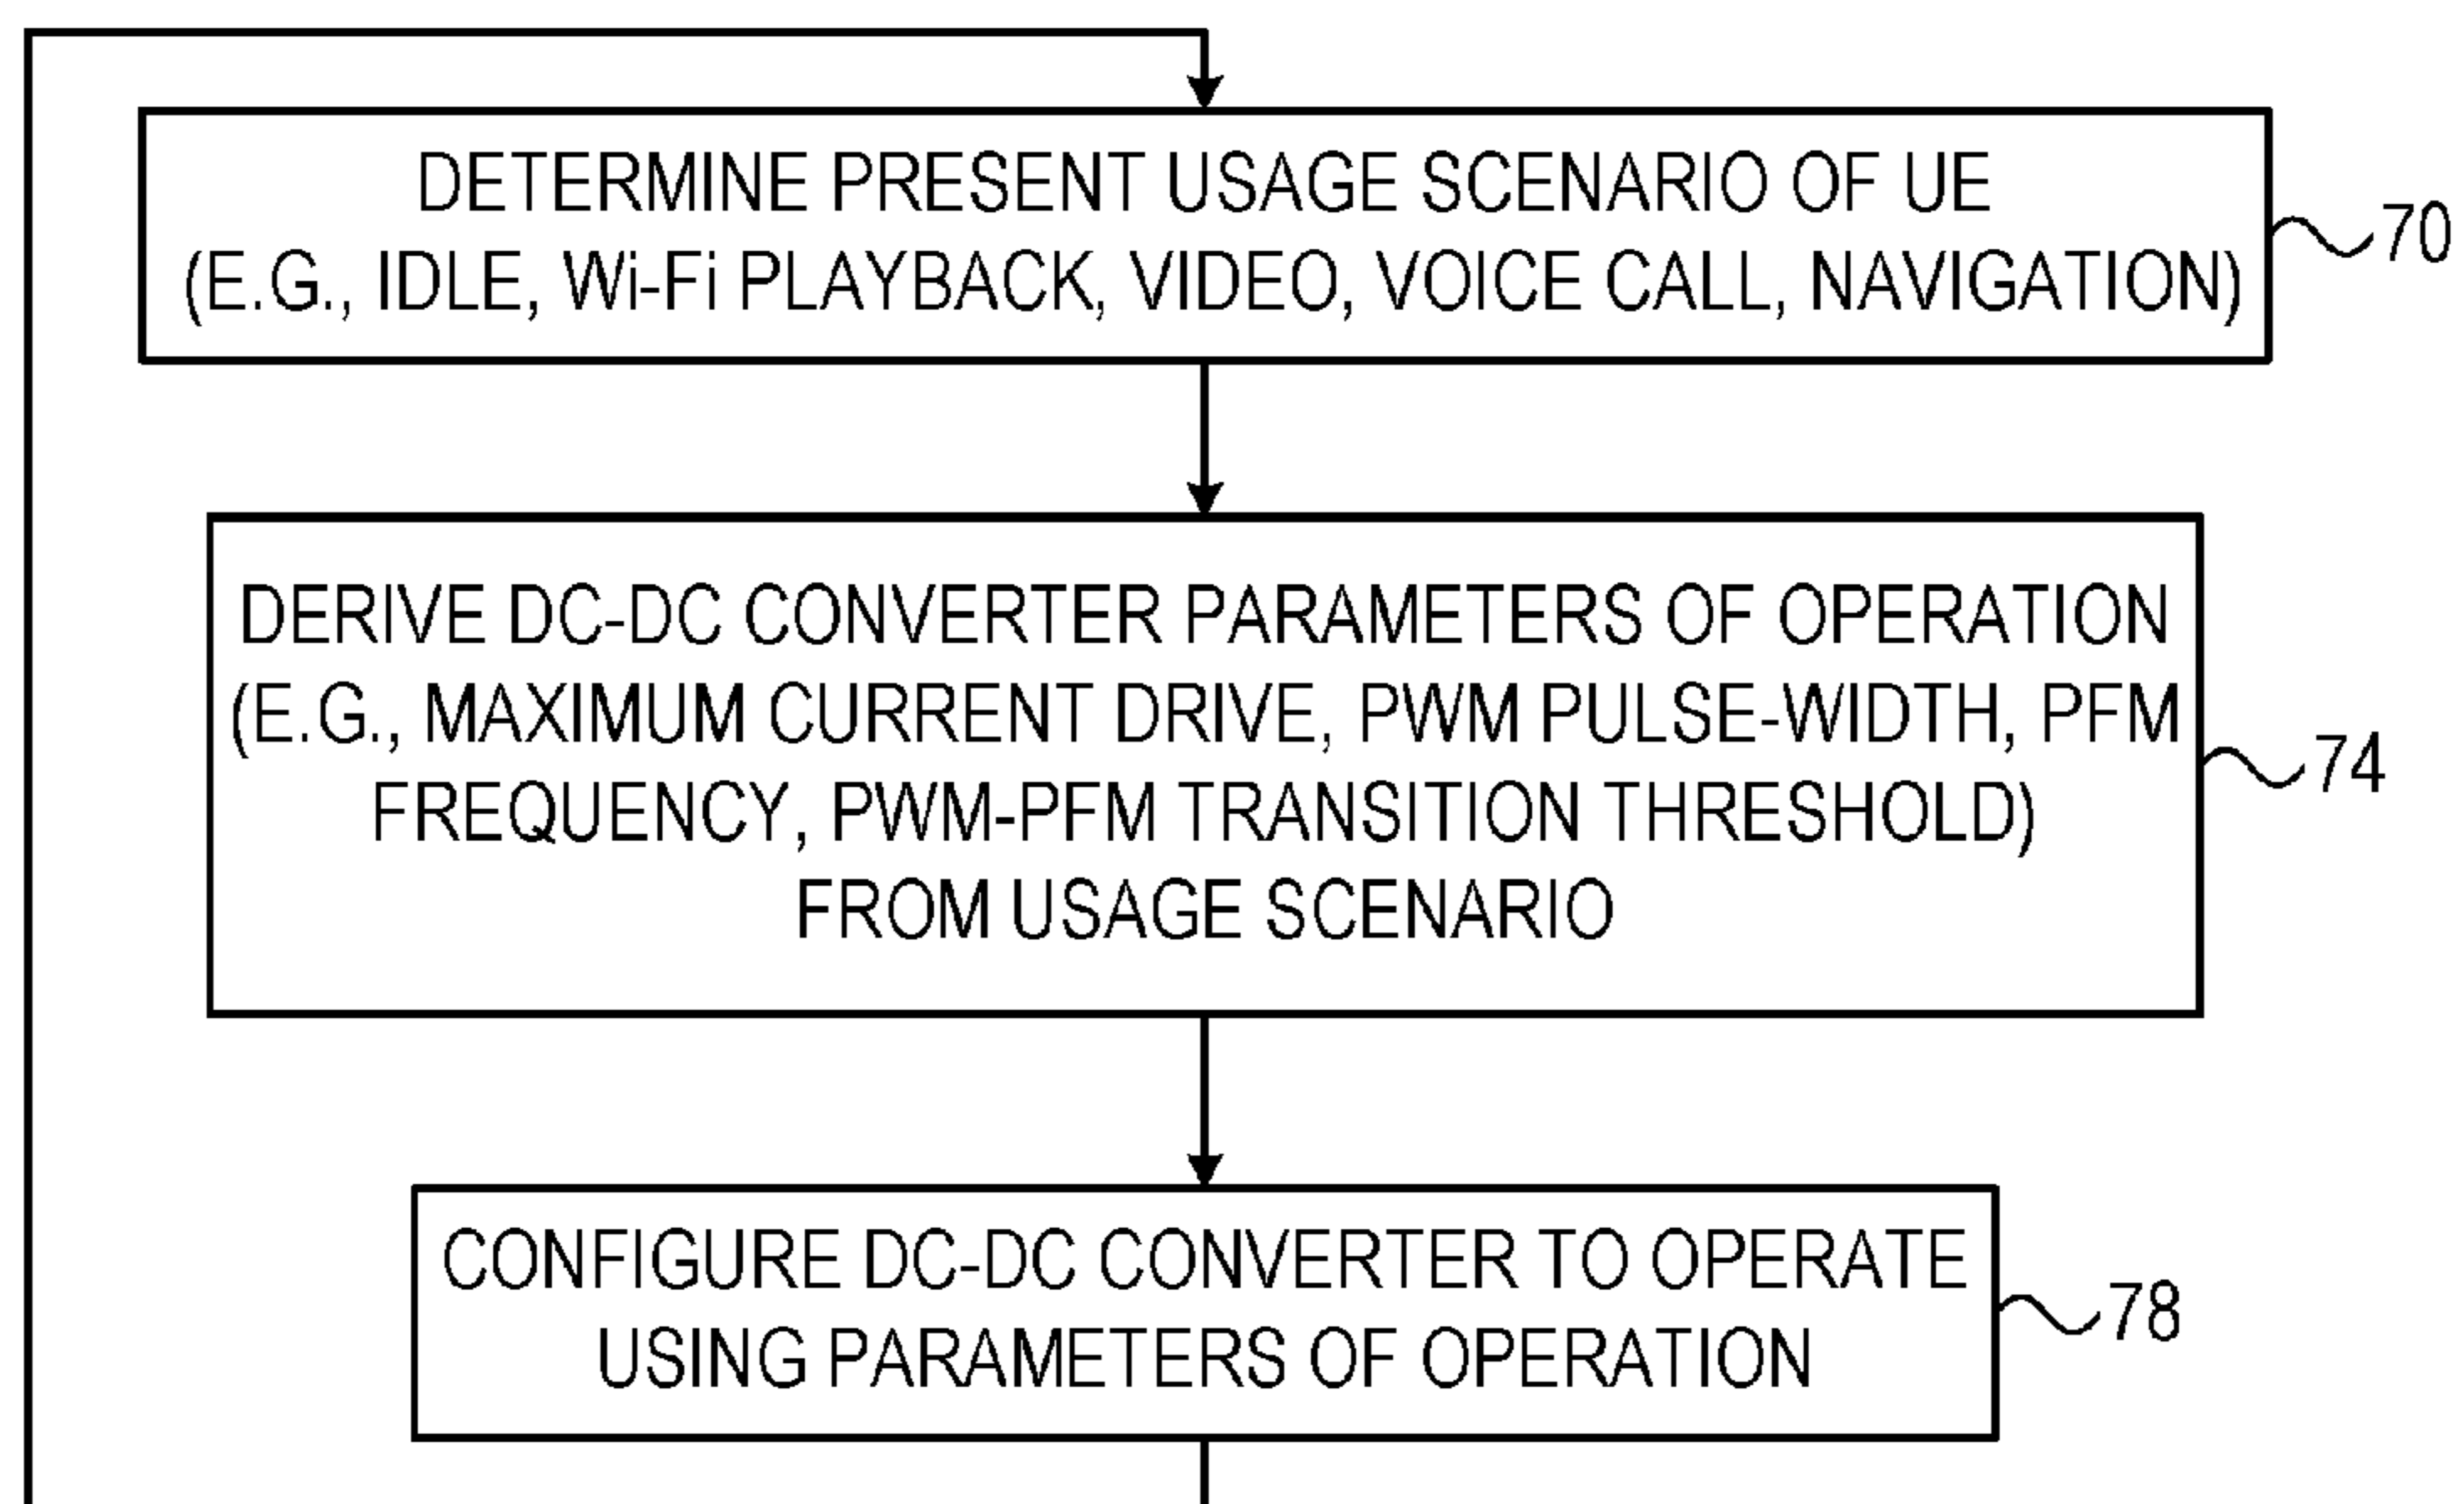 DETERMINE PRESENT USAGE SCENARIO OF UE
(E.G., IDLE, Wi-Fi PLAYBACK, VIDEO, VOICE CALL, NAVIGATION)
70
DERIVE DC-DC CONVERTER PARAMETERS OF OPERATION
(E.G., MAXIMUM CURRENT DRIVE, PWM PULSE-WIDTH, PFM
FREQUENCY, PWM-PFM TRANSITION THRESHOLD)
FROM USAGE SCENARIO
74
CONFIGURE DC-DC CONVERTER TO OPERATE
USING PARAMETERS OF OPERATION
78